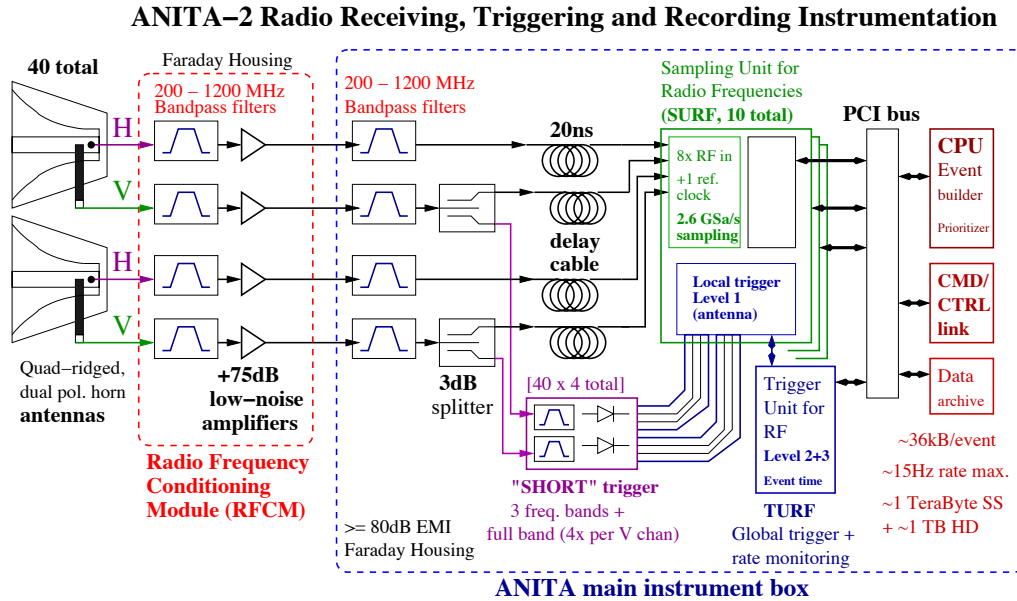 ANITA−2 Radio Receiving, Triggering and Recording Instrumentation
40 total
Faraday Housing
200 − 1200 MHz
Bandpass filters
H
V
H
V
Quad−ridged,
dual pol. horn
antennas
+75dB
low−noise
amplifiers
Radio Frequency
Conditioning
Module (RFCM)
200 − 1200 MHz
Bandpass filters
20ns
delay
cable
3dB
splitter
[40 x 4 total]
"SHORT" trigger
3 freq. bands +
full band (4x per V chan)
>= 80dB EMI
Faraday Housing
Sampling Unit for
Radio Frequencies
(SURF, 10 total)
8x RF in
+1 ref.
clock
2.6 GSa/s
sampling
Local trigger
Level 1
(antenna)
Trigger
Unit for
RF
Level 2+3
Event time
TURF
Global trigger +
rate monitoring
PCI bus
CPU
Event
builder
Prioritizer
CMD/
CTRL
link
Data
archive
~36kB/event
~15Hz rate max.
~1 TeraByte SS
+ ~1 TB HD
ANITA main instrument box